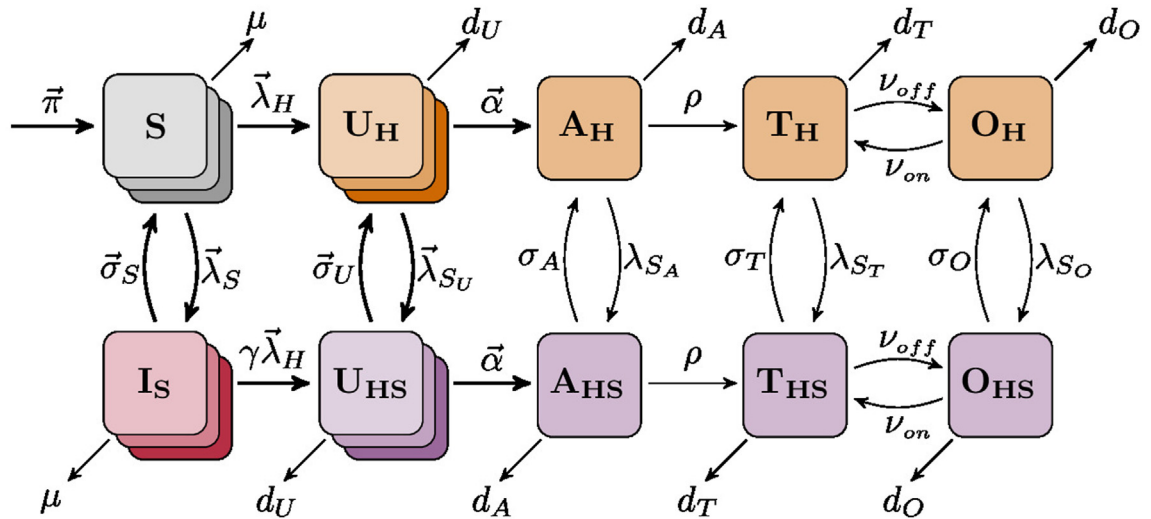 μ d_U d_A d_T d_O
π⃗ S λ⃗_H U_H α⃗ A_H ρ T_H ν_off ν_on O_H
σ⃗_S λ⃗_S σ⃗_U λ⃗_{S_U} σ_A λ_{S_A} σ_T λ_{S_T} σ_O λ_{S_O}
I_S γλ⃗_H U_HS α⃗ A_HS ρ T_HS ν_off ν_on O_HS
μ d_U d_A d_T d_O